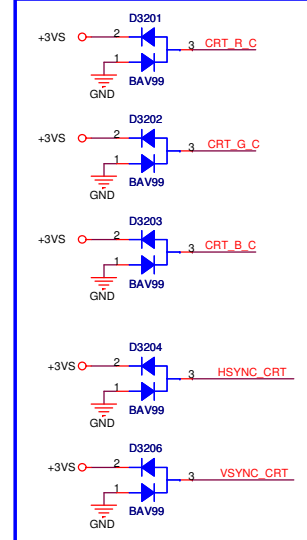 D3201
+3VS 2 3 CRT_R_C
1
BAV99
GND
D3202
+3VS 2 3 CRT_G_C
1
BAV99
GND
D3203
+3VS 2 3 CRT_B_C
1
BAV99
GND
D3204
+3VS 2 3 HSYNC_CRT
1
BAV99
GND
D3206
+3VS 2 3 VSYNC_CRT
1
BAV99
GND